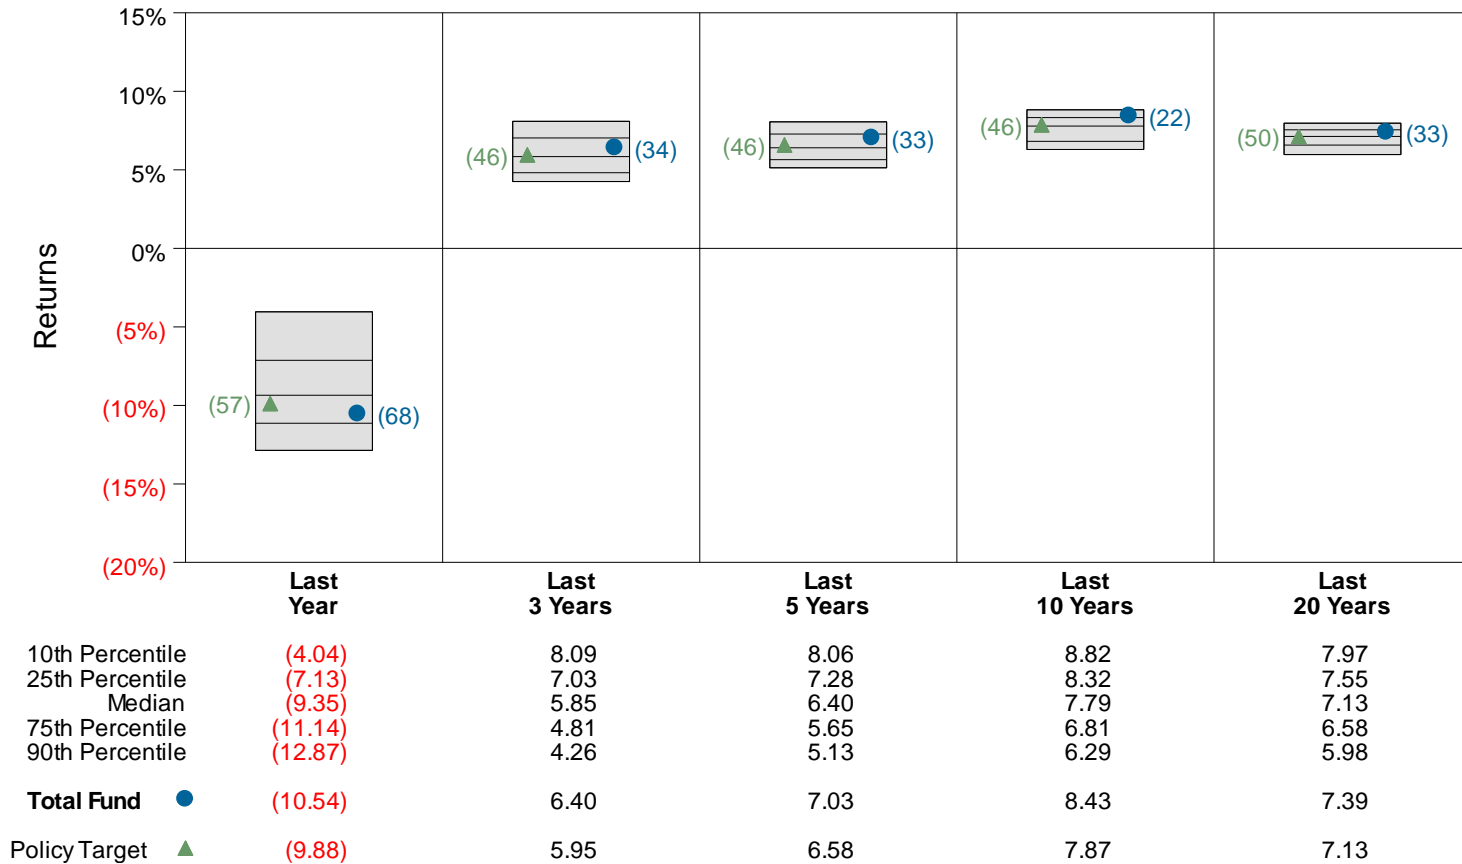 15%
10%
5%
0%
(5%)
(10%)
(15%)
(20%)
Returns
(57)
(68)
(46)
(34)
(46)
(33)
(46)
(22)
(50)
(33)
Last Year
Last 3 Years
Last 5 Years
Last 10 Years
Last 20 Years
10th Percentile (4.04) 8.09 8.06 8.82 7.97
25th Percentile (7.13) 7.03 7.28 8.32 7.55
Median (9.35) 5.85 6.40 7.79 7.13
75th Percentile (11.14) 4.81 5.65 6.81 6.58
90th Percentile (12.87) 4.26 5.13 6.29 5.98
Total Fund (10.54) 6.40 7.03 8.43 7.39
Policy Target (9.88) 5.95 6.58 7.87 7.13